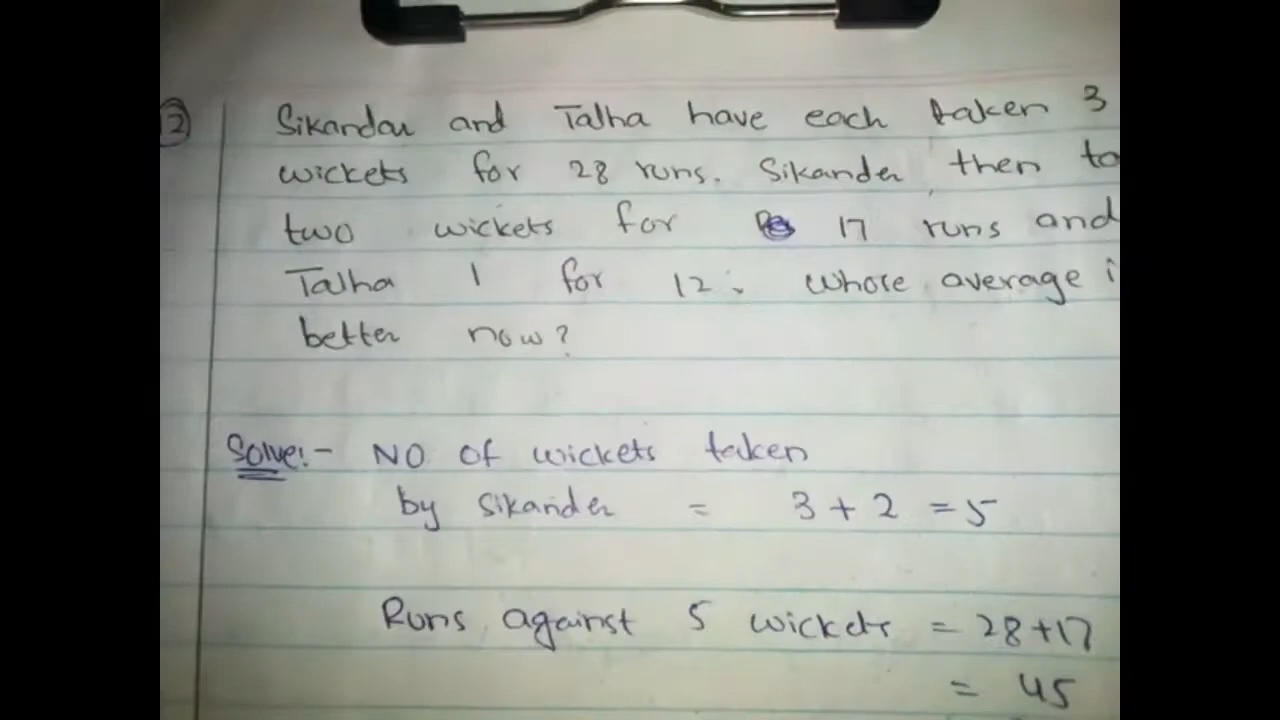 2
Sikandar and Talha have each taken 3
wickets for 28 runs. Sikander then to
two wickets for 17 runs and
Talha 1 for 12. Whose average i
better now?
Solve:- NO of wickets taken
by Sikander = 3 + 2 = 5
Runs against 5 wickets = 28+17
= 45